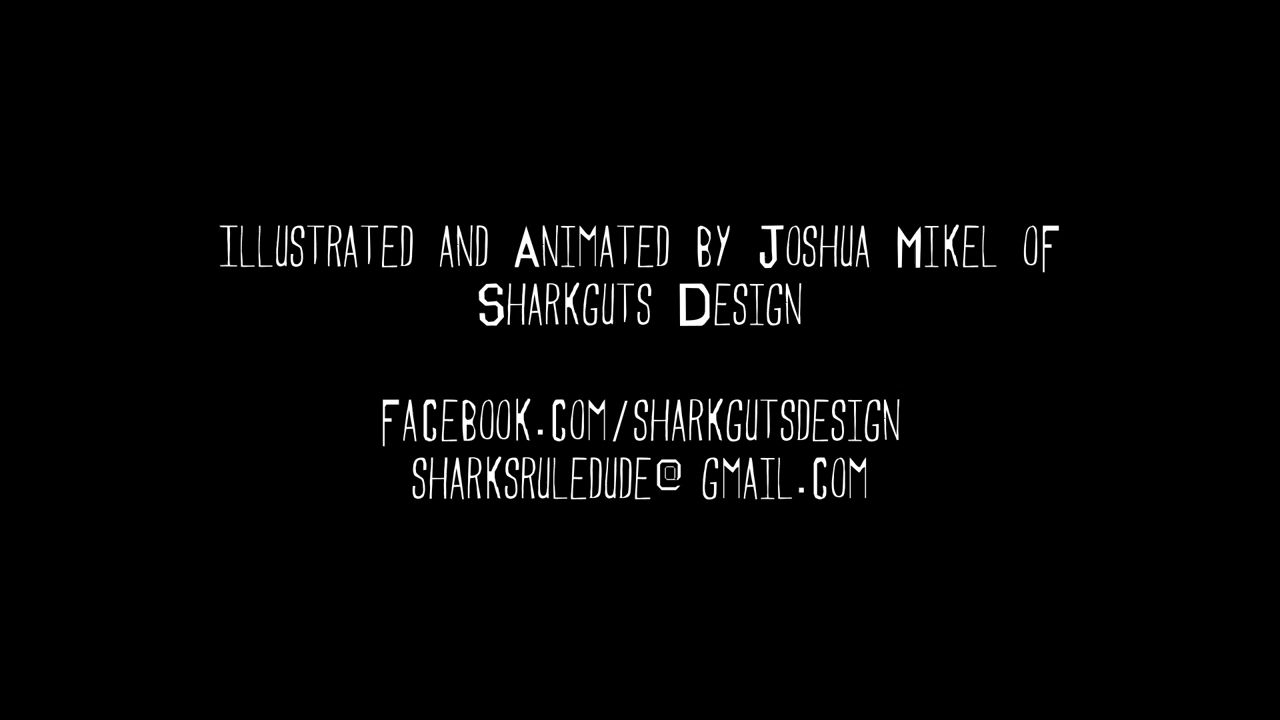 Illustrated and Animated by Joshua Mikel of
Sharkguts Design
Facebook.com/sharkgutsdesign
sharksruledude@ gmail.com